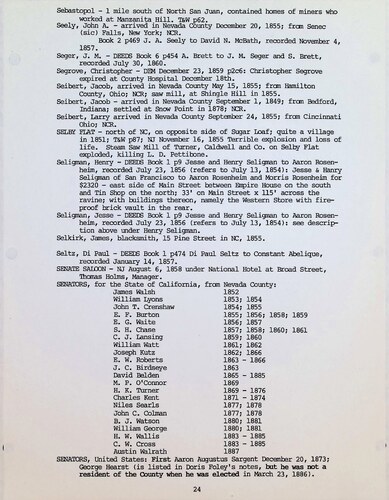 Sebastopol - 1 mile south of North San Juan, contained homes of miners who
worked at Manzanita Hill. T&W p62.
Seely, John A. - arrived in Nevada County December 20, 1855; from Senec
(sic) Falls, New York; NCR.
Book 2 p469 J. A. Seely to David N. McBath, recorded November 4,
1857.
Seger, J. M. - DEEDS Book 6 p454 A. Brett to J. M. Seger and S. Brett,
recorded July 30, 1860.
Segrove, Christopher - DEM December 23, 1859 p2c6: Christopher Segrove
expired at County Hospital December 18th.
Seibert, Jacob - arrived in Nevada County May 15, 1855; from Hamilton
County, Ohio; NCR; saw mill, at Shingle Hill in 1855.
Seibert, Jacob - arrived in Nevada County September 1, 1849; from Bedford,
Indiana; settled at Snow Point in 1878; NCR.
Seibert, Larry arrived in Nevada County September 24, 1855; from Cincinnati
Ohio; NCR.
SELBY FLAT - north of NC, on opposite side of Sugar Loaf; quite a village
in 1851; T&W p87; NJ November 16, 1855 Terrible explosion and loss of
life. Steam Saw Mill of Turner, Caldwell and Co. on Selby Flat
exploded, killing L. D. Pettibone.
Seligman, Henry - DEEDS Book 1 p9 Jesse and Henry Seligman to Aaron Rosen-
heim, recorded July 23, 1856 (refers to July 13, 1854): Jesse & Hanry
Seligman of San Francisco to Aaron Rosenheim and Morris Rosenheim for
$2320 - east side of Main Street between Empire House on the south
and Tin Shop on the north; 33' on Main Street x 115' across the
ravine; with buildings thereon, namely the Western Store with fire-
proof brick vault in the rear.
Seligman, Jesse - DEEDS Book 1 p9 Jesse and Henry Seligman to Aaron Rosen-
heim, recorded July 23, 1856 (refers to July 13, 1854): see descrip-
tion above under Henry Seligman.
Selkirk, James, blacksmith, 15 Pine Street in NC, 1855.
Seltz, Di Paul - DEEDS Book 1 p474 Di Paul Seltz to Constant Abelique,
recorded January 14, 1857.
SENATE SALOON - NJ August 6, 1858 under National Hotel at Broad Street,
Thomas Holms, Manager.
SENATORS, for the State of California, from Nevada County:
James Walsh 1852
William Lyons 1853; 1854
John T. Crenshaw 1854; 1855
E. F. Burton 1855; 1856; 1858; 1859
E. G. Waite 1856; 1857
S. H. Chase 1857; 1858; 1860; 1861
C. J. Lansing 1859; 1860
William Watt 1861; 1862
Joseph Kutz 1862; 1866
E. W. Roberts 1863 - 1866
J. C. Birdseye 1863
David Belden 1865 - 1885
M. P. O'Connor 1869
H. K. Turner 1869 - 1876
Charles Kent 1871 - 1874
Niles Searls 1877; 1878
John C. Colman 1877; 1878
B. J. Watson 1880; 1881
William George 1880; 1881
H. W. Wallis 1883 - 1885
C. W. Cross 1883 - 1885
Austin Walrath 1887
SENATORS, United States: First Aaron Augustus Sargent December 20, 1873;
George Hearst (is listed in Doris Foley's notes, but he was not a
resident of the County when he was elected in March 23, 1886).
24